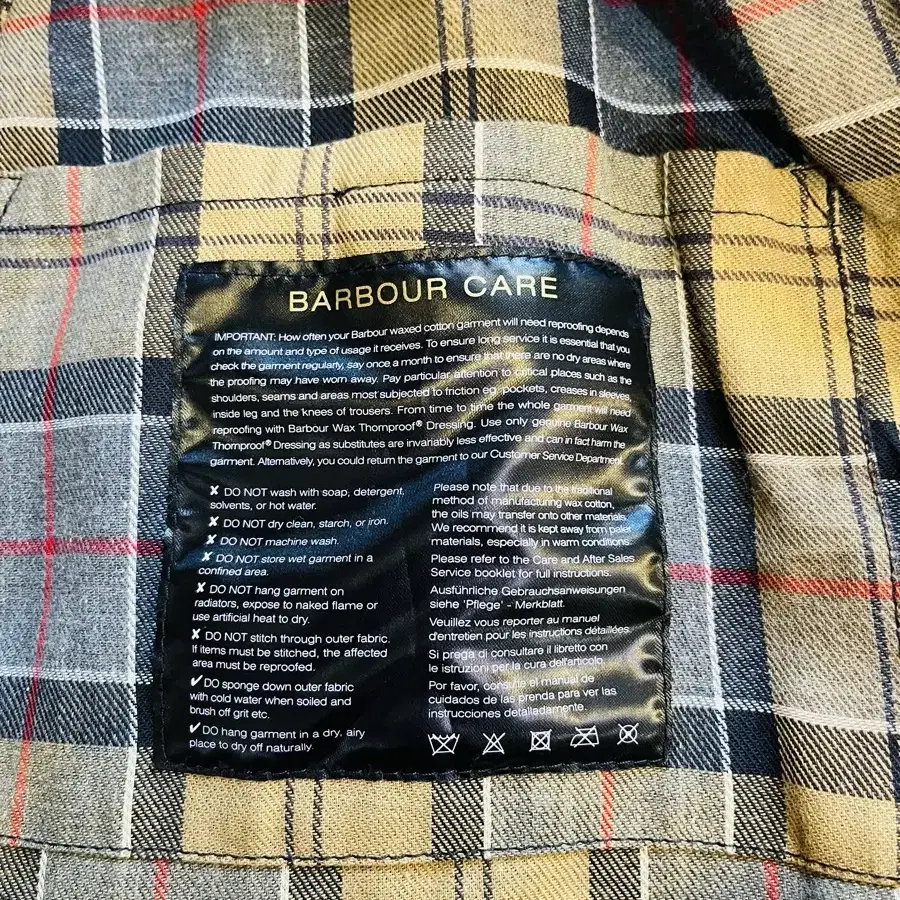 BARBOUR CARE
IMPORTANT: How often your Barbour waxed cotton garment will need reproofing depends
on the amount and type of usage it receives. To ensure long service it is essential that you
check the garment regularly, say once a month to ensure that there are no dry areas where
the proofing may have worn away. Pay particular attention to critical places such as the
shoulders, seams and areas most subjected to friction eg. pockets, creases in sleeves,
inside leg and the knees of trousers. From time to time the whole garment will need
reproofing with Barbour Wax Thornproof® Dressing. Use only genuine Barbour Wax
Thornproof® Dressing as substitutes are invariably less effective and can in fact harm the
garment. Alternatively, you could return the garment to our Customer Service Department.
✘ DO NOT wash with soap, detergent,
solvents, or hot water.
✘ DO NOT dry clean, starch, or iron.
✘ DO NOT machine wash.
✘ DO NOT store wet garment in a
confined area.
✘ DO NOT hang garment on
radiators, expose to naked flame or
use artificial heat to dry.
✘ DO NOT stitch through outer fabric.
If items must be stitched, the affected
area must be reproofed.
✔ DO sponge down outer fabric
with cold water when soiled and
brush off grit etc.
✔ DO hang garment in a dry, airy
place to dry off naturally.
Please note that due to the traditional
method of manufacturing wax cotton,
the oils may transfer onto other materials.
We recommend it is kept away from paler
materials, especially in warm conditions.
Please refer to the Care and After Sales
Service booklet for full instructions.
Ausführliche Gebrauchsanweisungen
siehe 'Pflege' - Merkblatt.
Veuillez vous reporter au manuel
d'entretien pour les instructions détaillées.
Si prega di consultare il libretto con
le istruzioni per la cura dell'articolo.
Por favor, consulte el manual de
cuidados de las prenda para ver las
instrucciones detalladamente.